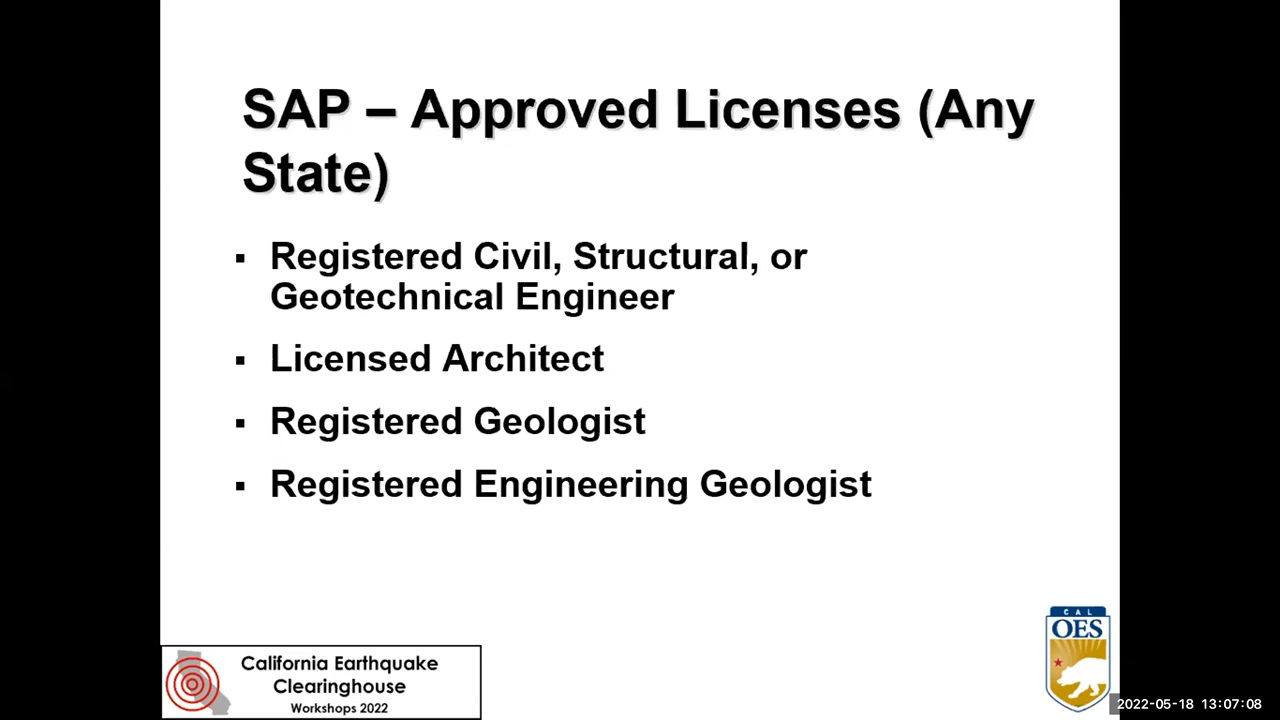 SAP – Approved Licenses (Any
State)
▪ Registered Civil, Structural, or
Geotechnical Engineer
▪ Licensed Architect
▪ Registered Geologist
▪ Registered Engineering Geologist
California Earthquake
Clearinghouse
Workshops 2022
CAL
OES
2022-05-18 13:07:08